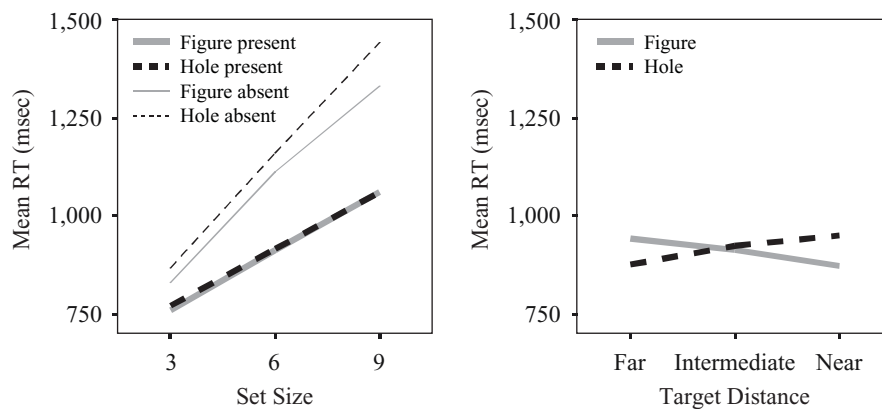 1,500
1,250
1,000
750
Mean RT (msec)
Figure present
Hole present
Figure absent
Hole absent
3 6 9
Set Size
1,500
1,250
1,000
750
Mean RT (msec)
Figure
Hole
Far Intermediate Near
Target Distance